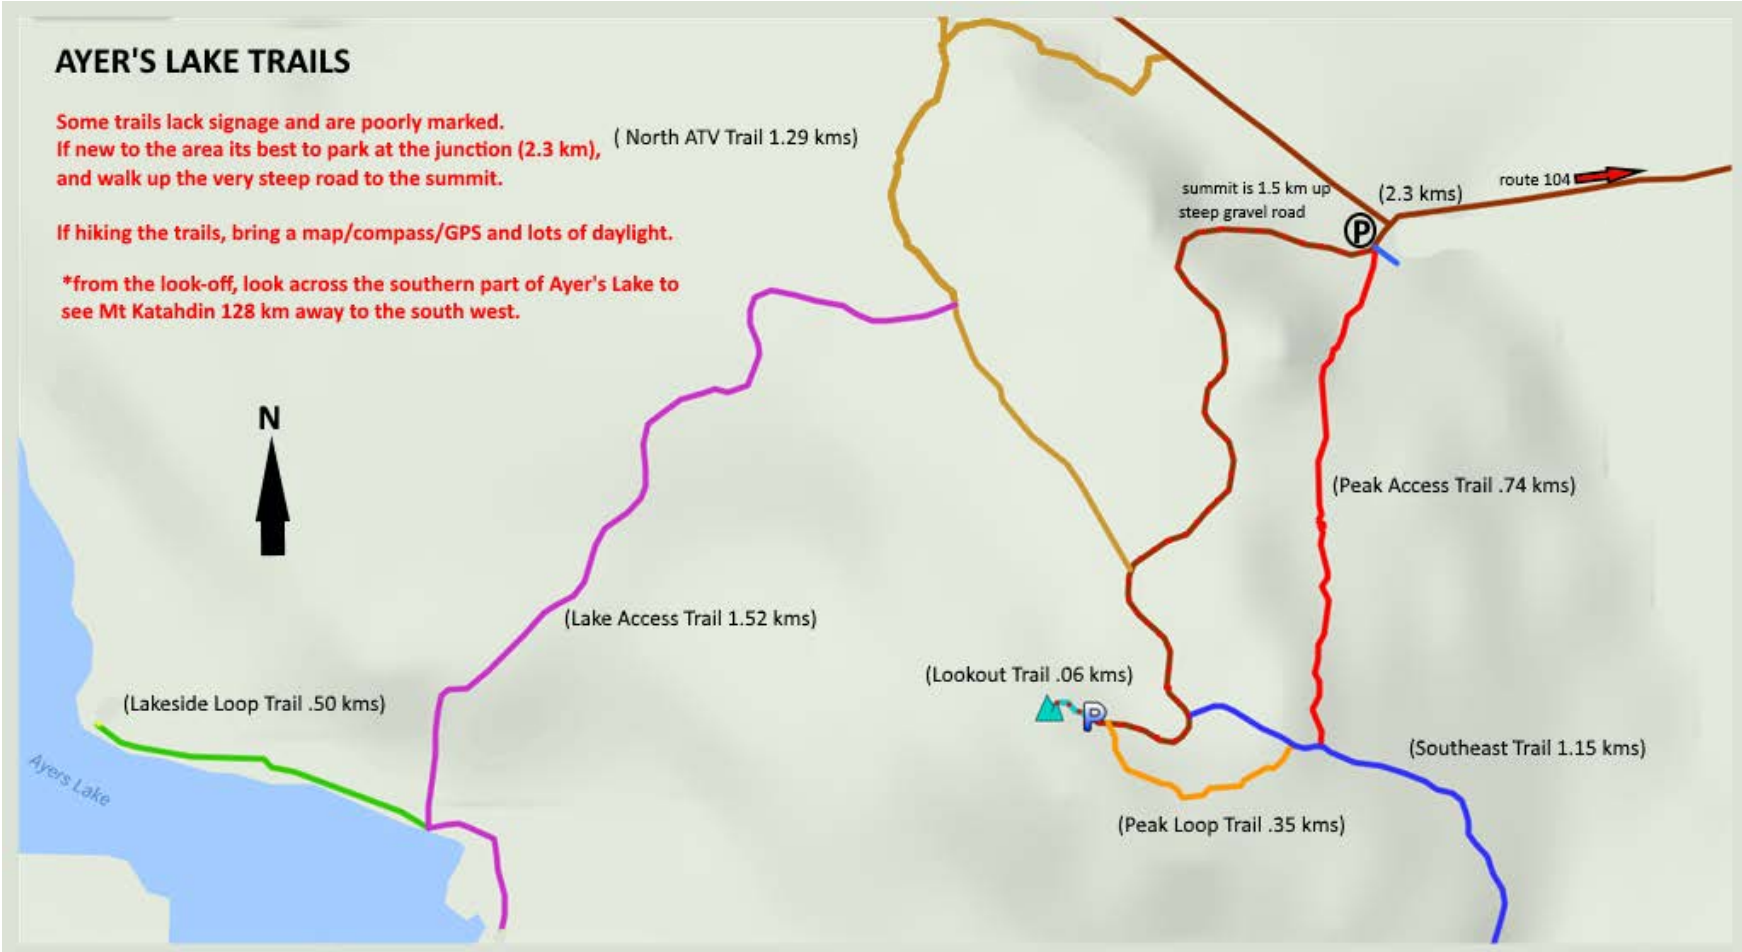 AYER'S LAKE TRAILS
Some trails lack signage and are poorly marked.
If new to the area its best to park at the junction (2.3 km),
and walk up the very steep road to the summit.
If hiking the trails, bring a map/compass/GPS and lots of daylight.
*from the look-off, look across the southern part of Ayer's Lake to
see Mt Katahdin 128 km away to the south west.
( North ATV Trail 1.29 kms)
summit is 1.5 km up
steep gravel road
(2.3 kms)
route 104
P
N
(Peak Access Trail .74 kms)
(Lake Access Trail 1.52 kms)
(Lookout Trail .06 kms)
P
(Lakeside Loop Trail .50 kms)
(Southeast Trail 1.15 kms)
Ayers Lake
(Peak Loop Trail .35 kms)